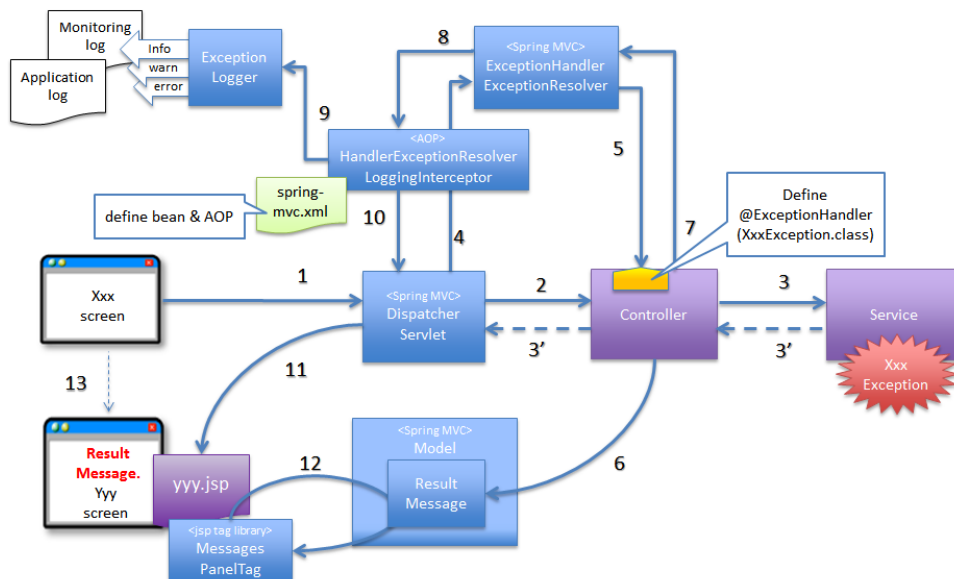 Monitoring
log
Application
log
Info
warn
error
Exception
Logger
8
<Spring MVC>
ExceptionHandler
ExceptionResolver
9
<AOP>
HandlerExceptionResolver
LoggingInterceptor
5
define bean & AOP
spring-
mvc.xml
10
4
7
Define
@ExceptionHandler
(XxxException.class)
Xxx
screen
1
<Spring MVC>
Dispatcher
Servlet
2
3’
Controller
3
3’
Service
Xxx
Exception
13
11
Result
Message.
Yyy
screen
yyy.jsp
<jsp tag library>
Messages
PanelTag
12
<Spring MVC>
Model
Result
Message
6